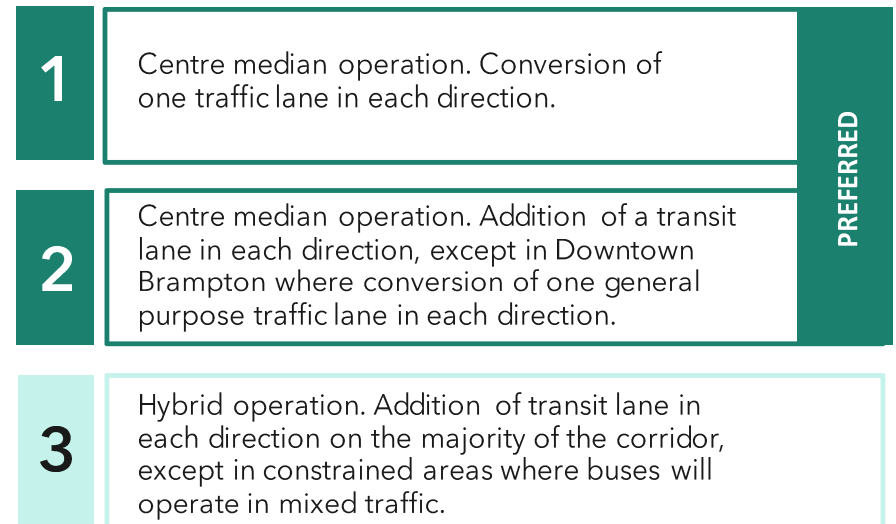 1
Centre median operation. Conversion of
one traffic lane in each direction.
PREFERRED
2
Centre median operation. Addition of a transit
lane in each direction, except in Downtown
Brampton where conversion of one general
purpose traffic lane in each direction.
3
Hybrid operation. Addition of transit lane in
each direction on the majority of the corridor,
except in constrained areas where buses will
operate in mixed traffic.